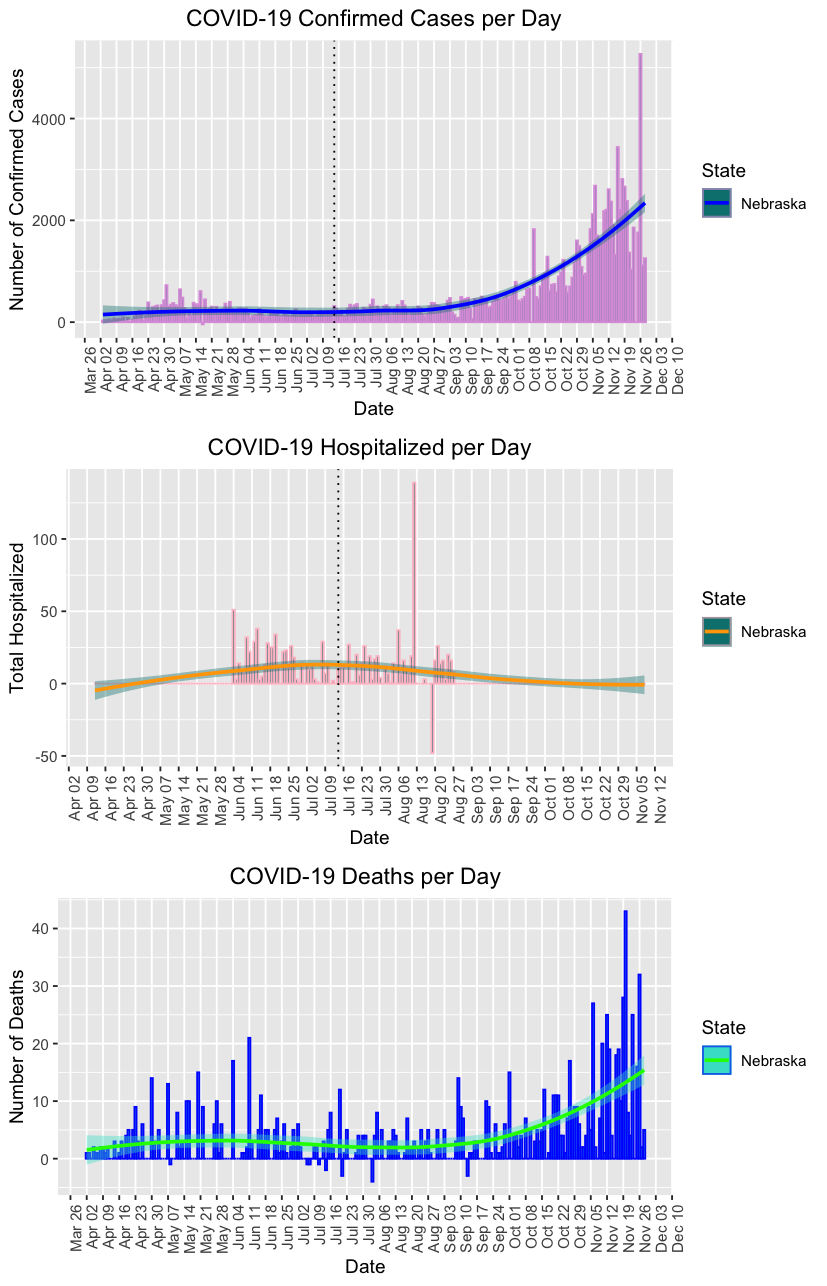 COVID-19 Confirmed Cases per Day
Number of Confirmed Cases
4000
2000
0
Mar 26
Apr 02
Apr 09
Apr 16
Apr 23
Apr 30
May 07
May 14
May 21
May 28
Jun 04
Jun 11
Jun 18
Jun 25
Jul 02
Jul 09
Jul 16
Jul 23
Jul 30
Aug 06
Aug 13
Aug 20
Aug 27
Sep 03
Sep 10
Sep 17
Sep 24
Oct 01
Oct 08
Oct 15
Oct 22
Oct 29
Nov 05
Nov 12
Nov 19
Nov 26
Dec 03
Dec 10
Date
State
Nebraska
COVID-19 Hospitalized per Day
Total Hospitalized
100
50
0
-50
Apr 02
Apr 09
Apr 16
Apr 23
Apr 30
May 07
May 14
May 21
May 28
Jun 04
Jun 11
Jun 18
Jun 25
Jul 02
Jul 09
Jul 16
Jul 23
Jul 30
Aug 06
Aug 13
Aug 20
Aug 27
Sep 03
Sep 10
Sep 17
Sep 24
Oct 01
Oct 08
Oct 15
Oct 22
Oct 29
Nov 05
Nov 12
Date
State
Nebraska
COVID-19 Deaths per Day
Number of Deaths
40
30
20
10
0
Mar 26
Apr 02
Apr 09
Apr 16
Apr 23
Apr 30
May 07
May 14
May 21
May 28
Jun 04
Jun 11
Jun 18
Jun 25
Jul 02
Jul 09
Jul 16
Jul 23
Jul 30
Aug 06
Aug 13
Aug 20
Aug 27
Sep 03
Sep 10
Sep 17
Sep 24
Oct 01
Oct 08
Oct 15
Oct 22
Oct 29
Nov 05
Nov 12
Nov 19
Nov 26
Dec 03
Dec 10
Date
State
Nebraska